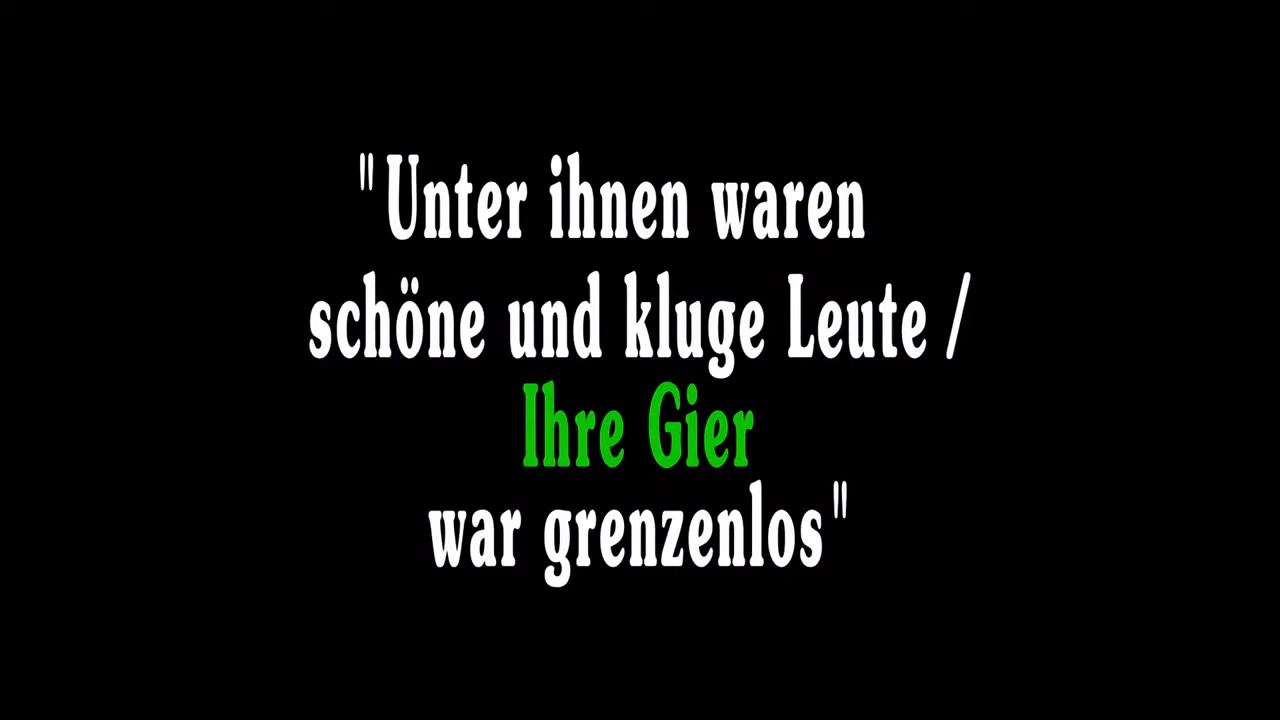 "Unter ihnen waren
schöne und kluge Leute /
Ihre Gier
war grenzenlos"